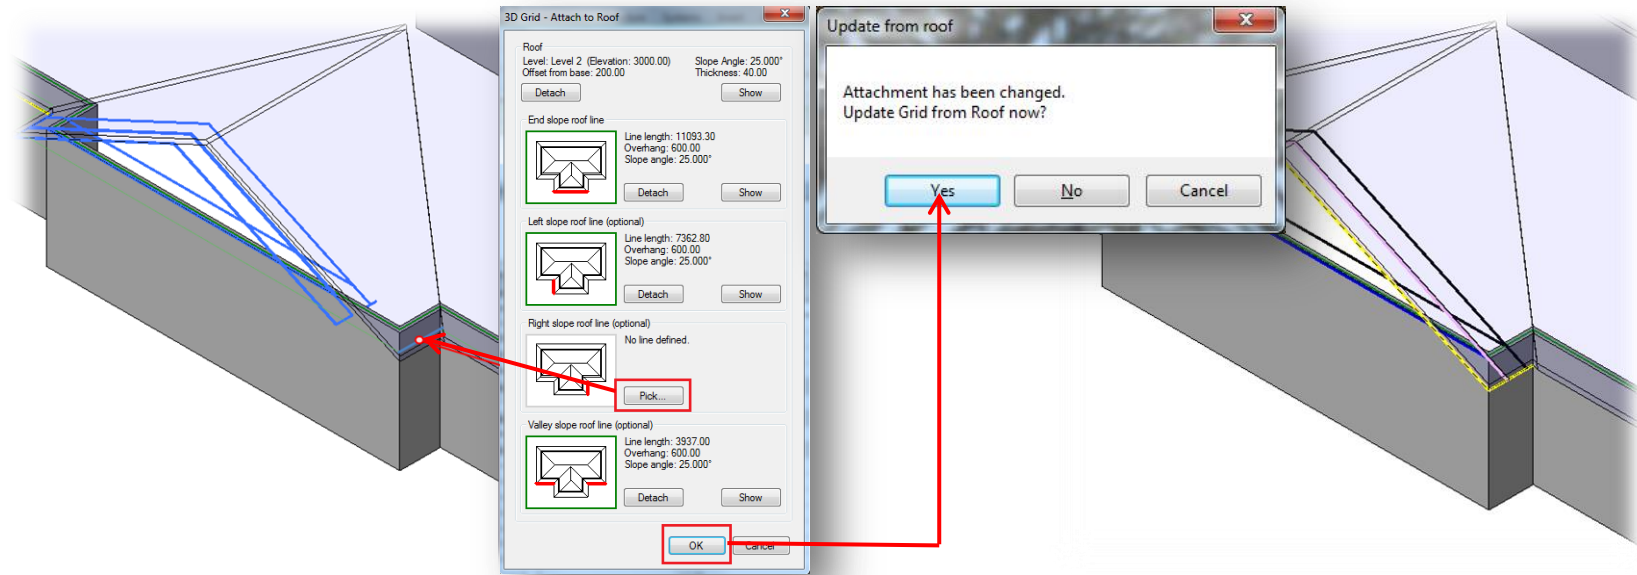 3D Grid - Attach to Roof
Roof
Level: Level 2 (Elevation: 3000.00) Slope Angle: 25.000°
Offset from base: 200.00 Thickness: 40.00
Detach Show
End slope roof line
Line length: 11093.30
Overhang: 600.00
Slope angle: 25.000°
Detach Show
Left slope roof line (optional)
Line length: 7362.80
Overhang: 600.00
Slope angle: 25.000°
Detach Show
Right slope roof line (optional)
No line defined.
Pick...
Valley slope roof line (optional)
Line length: 3937.00
Overhang: 600.00
Slope angle: 25.000°
Detach Show
OK Cancel
Update from roof
Attachment has been changed.
Update Grid from Roof now?
Yes No Cancel